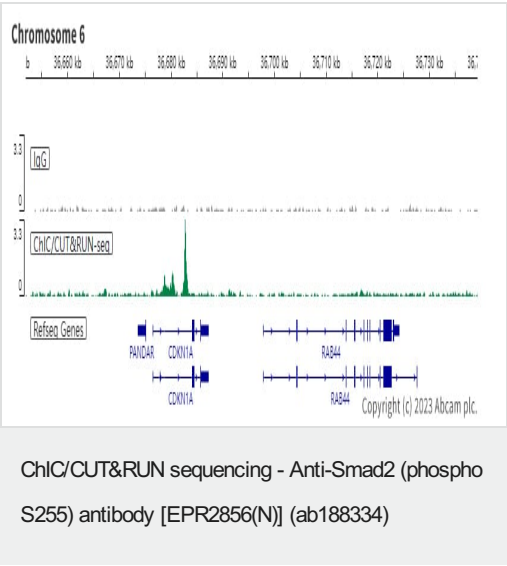 Chromosome 6
b 36,660 kb 36,670 kb 36,680 kb 36,690 kb 36,700 kb 36,710 kb 36,720 kb 36,730 kb 36,7
3.3
IgG
0
3.3
ChIC/CUT&RUN-seq
0
Refseq Genes
PANDAR CDKN1A RAB44
CDKN1A RAB44
Copyright (c) 2023 Abcam plc.
ChIC/CUT&RUN sequencing - Anti-Smad2 (phospho
S255) antibody [EPR2856(N)] (ab188334)